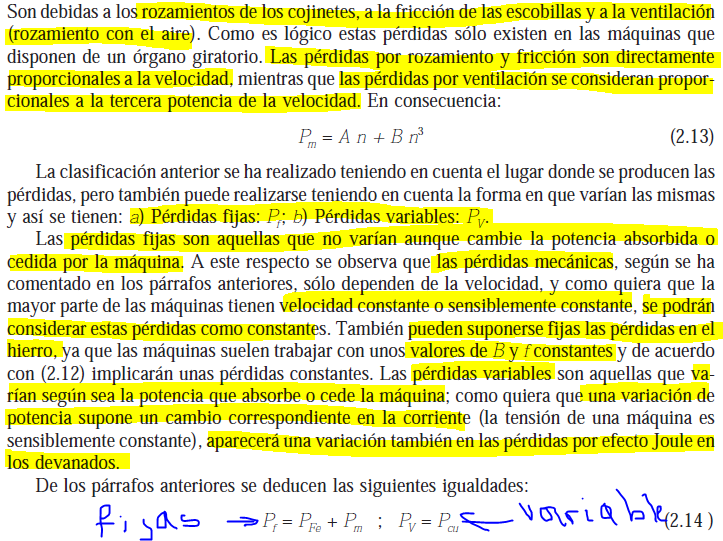 Son debidas a los rozamientos de los cojinetes, a la fricción de las escobillas y a la ventilación
(rozamiento con el aire). Como es lógico estas pérdidas sólo existen en las máquinas que
disponen de un órgano giratorio. Las pérdidas por rozamiento y fricción son directamente
proporcionales a la velocidad, mientras que las pérdidas por ventilación se consideran propor-
cionales a la tercera potencia de la velocidad. En consecuencia:
Pₘ = A n + B n³ (2.13)
La clasificación anterior se ha realizado teniendo en cuenta el lugar donde se producen las
pérdidas, pero también puede realizarse teniendo en cuenta la forma en que varían las mismas
y así se tienen: a) Pérdidas fijas: P_f; b) Pérdidas variables: P_V.
Las pérdidas fijas son aquellas que no varían aunque cambie la potencia absorbida o
cedida por la máquina. A este respecto se observa que las pérdidas mecánicas, según se ha
comentado en los párrafos anteriores, sólo dependen de la velocidad, y como quiera que la
mayor parte de las máquinas tienen velocidad constante o sensiblemente constante, se podrán
considerar estas pérdidas como constantes. También pueden suponerse fijas las pérdidas en el
hierro, ya que las máquinas suelen trabajar con unos valores de B y f constantes y de acuerdo
con (2.12) implicarán unas pérdidas constantes. Las pérdidas variables son aquellas que va-
rían según sea la potencia que absorbe o cede la máquina; como quiera que una variación de
potencia supone un cambio correspondiente en la corriente (la tensión de una máquina es
sensiblemente constante), aparecerá una variación también en las pérdidas por efecto Joule en
los devanados.
De los párrafos anteriores se deducen las siguientes igualdades:
fijas → P_f = P_Fe + P_m ; P_V = P_cu ← variable (2.14)